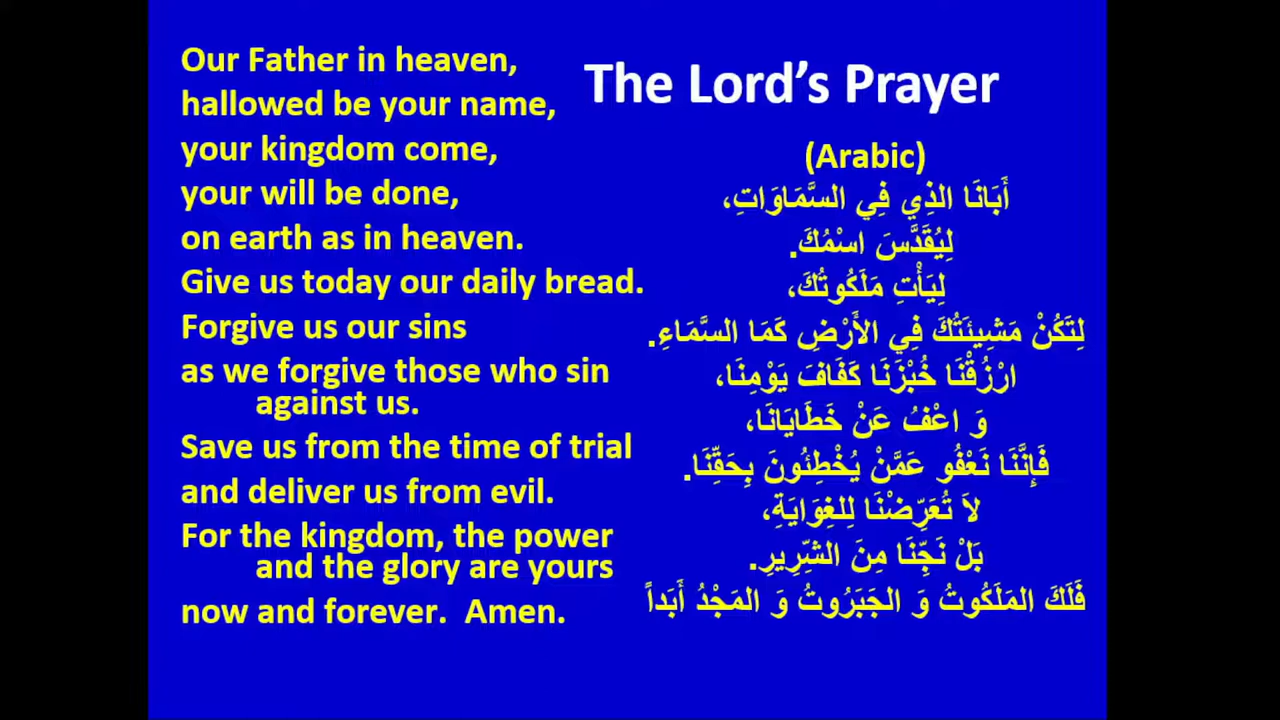 The Lord’s Prayer
Our Father in heaven,
hallowed be your name,
your kingdom come,
your will be done,
on earth as in heaven.
Give us today our daily bread.
Forgive us our sins
as we forgive those who sin
against us.
Save us from the time of trial
and deliver us from evil.
For the kingdom, the power
and the glory are yours
now and forever.  Amen.
(Arabic)
أَبَانَا الذِي فِي السَّمَاوَاتِ،
لِيُقَدَّسَ اسْمُكَ.
لِيَأْتِ مَلَكُوتُكَ،
لِتَكُنْ مَشِيئَتُكَ فِي الأَرْضِ كَمَا السَّمَاءِ.
ارْزُقْنَا خُبْزَنَا كَفَافَ يَوْمِنَا،
وَ اعْفُ عَنْ خَطَايَانَا،
فَإِنَّنَا نَعْفُو عَمَّنْ يُخْطِئُونَ بِحَقِّنَا.
لاَ تُعَرِّضْنَا لِلغِوَايَةِ،
بَلْ نَجِّنَا مِنَ الشِّرِيرِ.
فَلَكَ المَلَكُوتُ وَ الجَبَرُوتُ وَ المَجْدُ أَبَداً